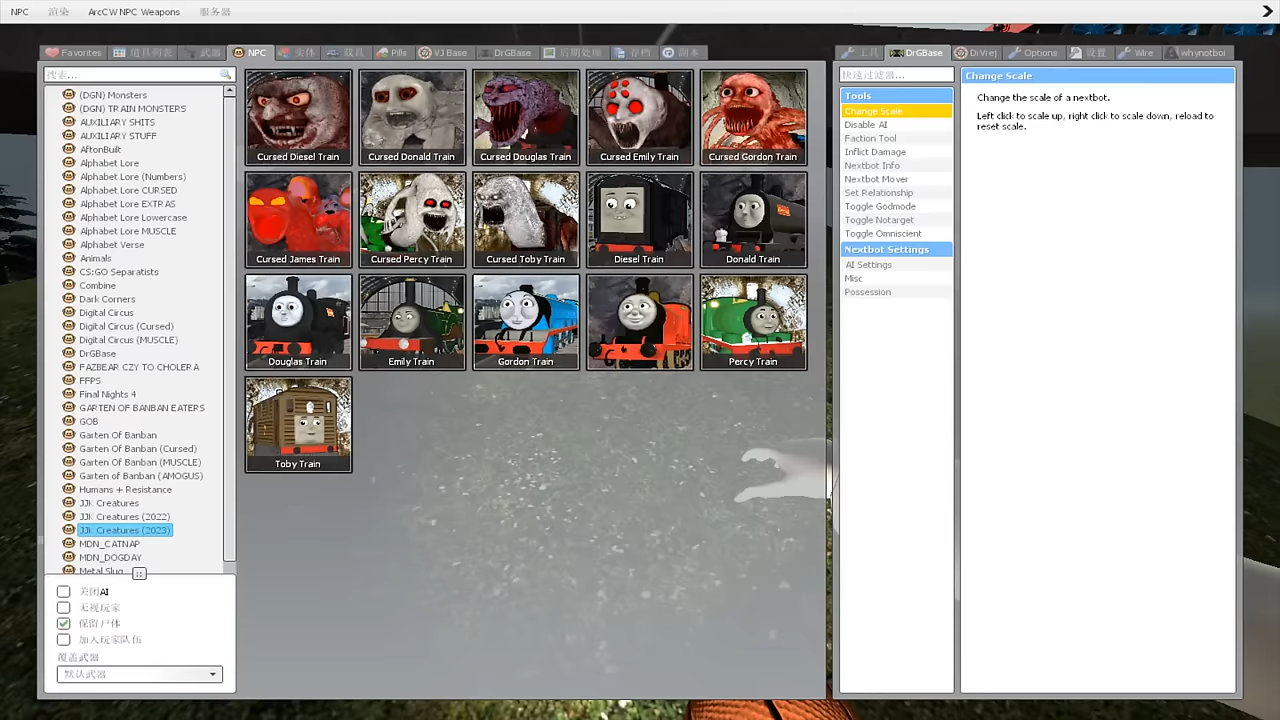 NPC 渲染 ArcCW NPC Weapons 服务器
Favorites 道具列表 武器 NPC 实体 载具 Pills VJ Base DrGBase 后期处理 存档 副本
工具 DrGBase DrVrej Options 设置 Wire whynotboi
搜索...
(DGN) Monsters
(DGN) TRAIN MONSTERS
AUXILIARY SHITS
AUXILIARY STUFF
AftonBuilt
Alphabet Lore
Alphabet Lore (Numbers)
Alphabet Lore CURSED
Alphabet Lore EXTRAS
Alphabet Lore Lowercase
Alphabet Lore MUSCLE
Alphabet Verse
Animals
CS:GO Separatists
Combine
Dark Corners
Digital Circus
Digital Circus (Cursed)
Digital Circus (MUSCLE)
DrGBase
FAZBEAR CZY TO CHOLERA
FFPS
Final Nights 4
GARTEN OF BANBAN EATERS
GOB
Garten Of Banban
Garten Of Banban (Cursed)
Garten Of Banban (MUSCLE)
Garten of Banban (AMOGUS)
Humans + Resistance
JJK Creatures
JJK Creatures (2022)
JJK Creatures (2023)
MDN_CATNAP
MDN_DOGDAY
Metal Slug
关闭AI
无视玩家
保留尸体
加入玩家队伍
覆盖武器
默认武器
Cursed Diesel Train
Cursed Donald Train
Cursed Douglas Train
Cursed Emily Train
Cursed Gordon Train
Cursed James Train
Cursed Percy Train
Cursed Toby Train
Diesel Train
Donald Train
Douglas Train
Emily Train
Gordon Train
Percy Train
Toby Train
快速过滤器...
Tools
Change Scale
Disable AI
Faction Tool
Inflict Damage
Nextbot Info
Nextbot Mover
Set Relationship
Toggle Godmode
Toggle Notarget
Toggle Omniscient
Nextbot Settings
AI Settings
Misc
Possession
Change Scale
Change the scale of a nextbot.
Left click to scale up, right click to scale down, reload to
reset scale.